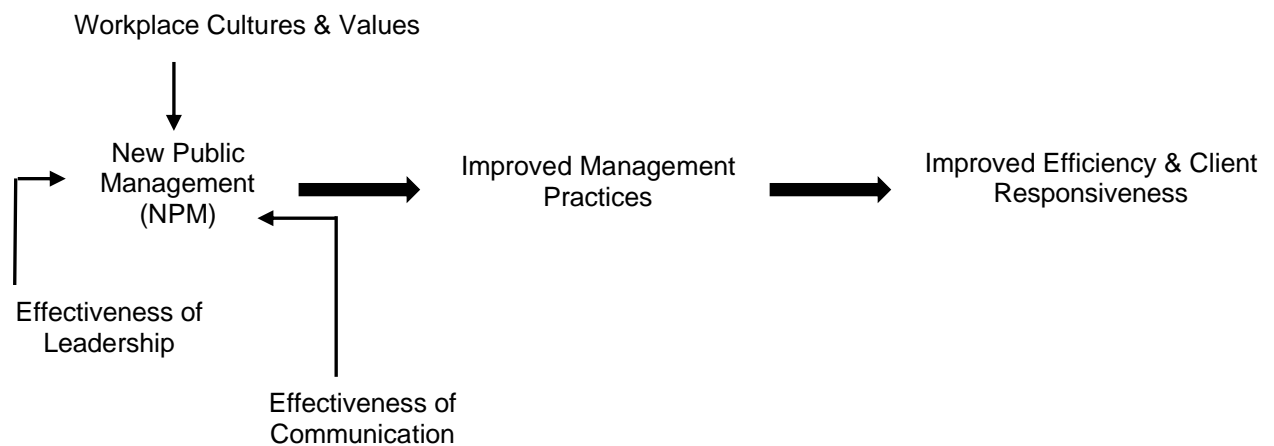 Workplace Cultures & Values
New Public
Management
(NPM)
Improved Management
Practices
Improved Efficiency & Client
Responsiveness
Effectiveness of
Leadership
Effectiveness of
Communication